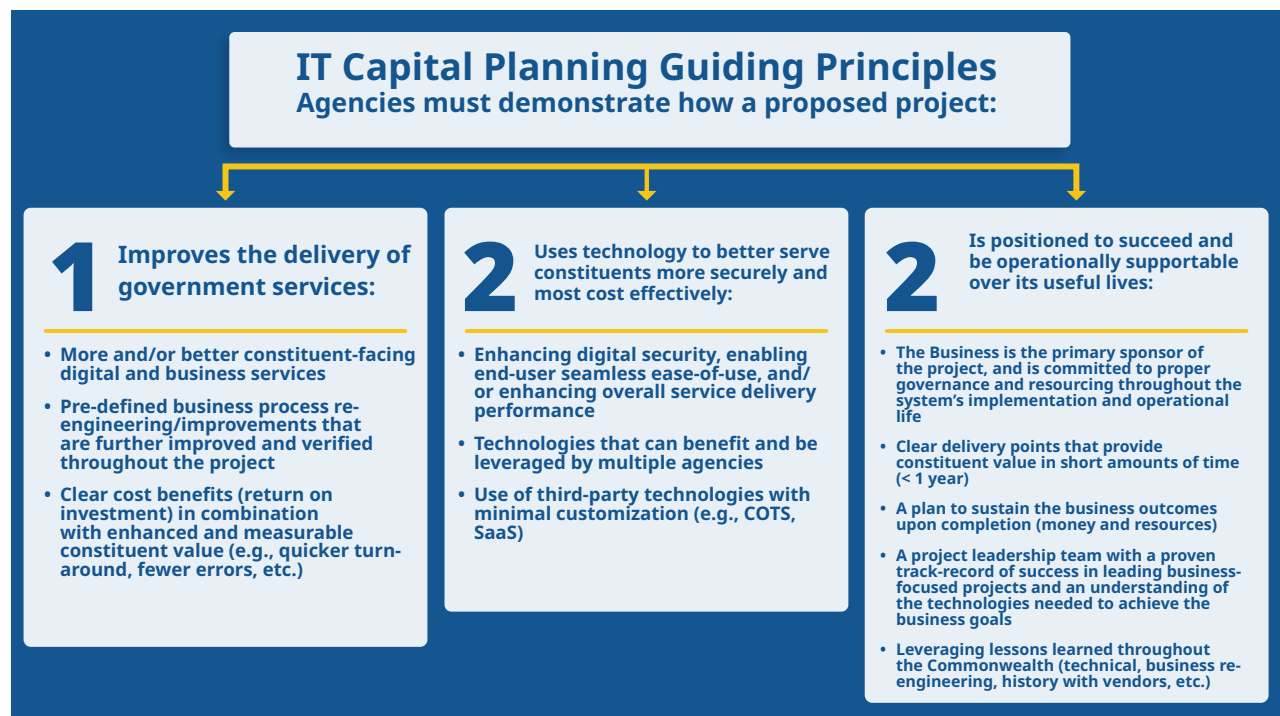 IT Capital Planning Guiding Principles
Agencies must demonstrate how a proposed project:
1
Improves the delivery of
government services:
• More and/or better constituent-facing
digital and business services
• Pre-defined business process re-
engineering/improvements that
are further improved and verified
throughout the project
• Clear cost benefits (return on
investment) in combination
with enhanced and measurable
constituent value (e.g., quicker turn-
around, fewer errors, etc.)
2
Uses technology to better serve
constituents more securely and
most cost effectively:
• Enhancing digital security, enabling
end-user seamless ease-of-use, and/
or enhancing overall service delivery
performance
• Technologies that can benefit and be
leveraged by multiple agencies
• Use of third-party technologies with
minimal customization (e.g., COTS,
SaaS)
2
Is positioned to succeed and
be operationally supportable
over its useful lives:
• The Business is the primary sponsor of
the project, and is committed to proper
governance and resourcing throughout the
system’s implementation and operational
life
• Clear delivery points that provide
constituent value in short amounts of time
(< 1 year)
• A plan to sustain the business outcomes
upon completion (money and resources)
• A project leadership team with a proven
track-record of success in leading business-
focused projects and an understanding of
the technologies needed to achieve the
business goals
• Leveraging lessons learned throughout
the Commonwealth (technical, business re-
engineering, history with vendors, etc.)